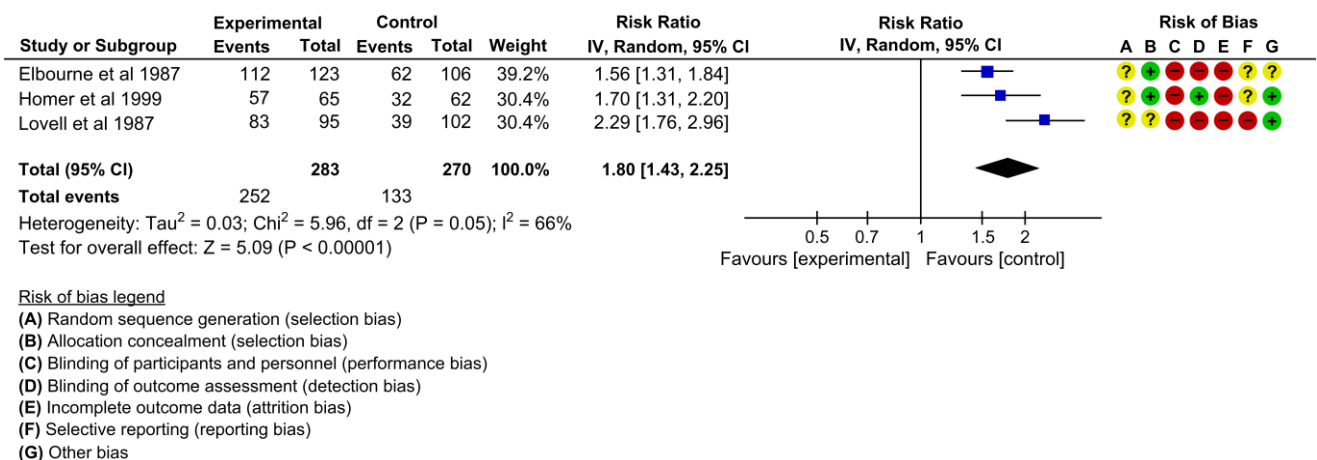 Experimental Control Risk Ratio Risk Ratio Risk of Bias
Study or Subgroup Events Total Events Total Weight IV, Random, 95% CI IV, Random, 95% CI A B C D E F G
Elbourne et al 1987 112 123 62 106 39.2% 1.56 [1.31, 1.84] ? + − − − ? ?
Homer et al 1999 57 65 32 62 30.4% 1.70 [1.31, 2.20] ? + − + − ? +
Lovell et al 1987 83 95 39 102 30.4% 2.29 [1.76, 2.96] ? ? − − − − +
Total (95% CI) 283 270 100.0% 1.80 [1.43, 2.25]
Total events 252 133
Heterogeneity: Tau² = 0.03; Chi² = 5.96, df = 2 (P = 0.05); I² = 66%
Test for overall effect: Z = 5.09 (P < 0.00001)
0.5 0.7 1 1.5 2
Favours [experimental] Favours [control]
Risk of bias legend
(A) Random sequence generation (selection bias)
(B) Allocation concealment (selection bias)
(C) Blinding of participants and personnel (performance bias)
(D) Blinding of outcome assessment (detection bias)
(E) Incomplete outcome data (attrition bias)
(F) Selective reporting (reporting bias)
(G) Other bias